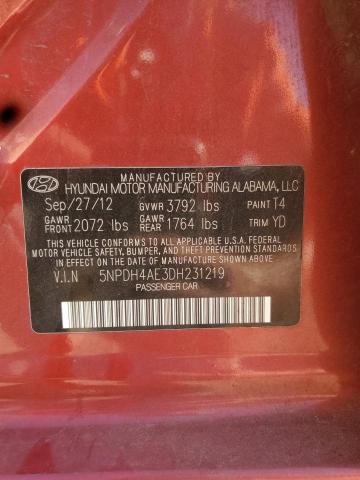 MANUFACTURED BY
HYUNDAI MOTOR MANUFACTURING ALABAMA, LLC
Sep/27/12 GVWR 3792 lbs PAINT T4
GAWR FRONT 2072 lbs GAWR REAR 1764 lbs TRIM YD
THIS VEHICLE CONFORMS TO ALL APPLICABLE U.S.A. FEDERAL
MOTOR VEHICLE SAFETY, BUMPER, AND THEFT PREVENTION
STANDARDS IN EFFECT ON THE DATE OF MANUFACTURE SHOWN ABOVE.
V.I.N 5NPDH4AE3DH231219
PASSENGER CAR